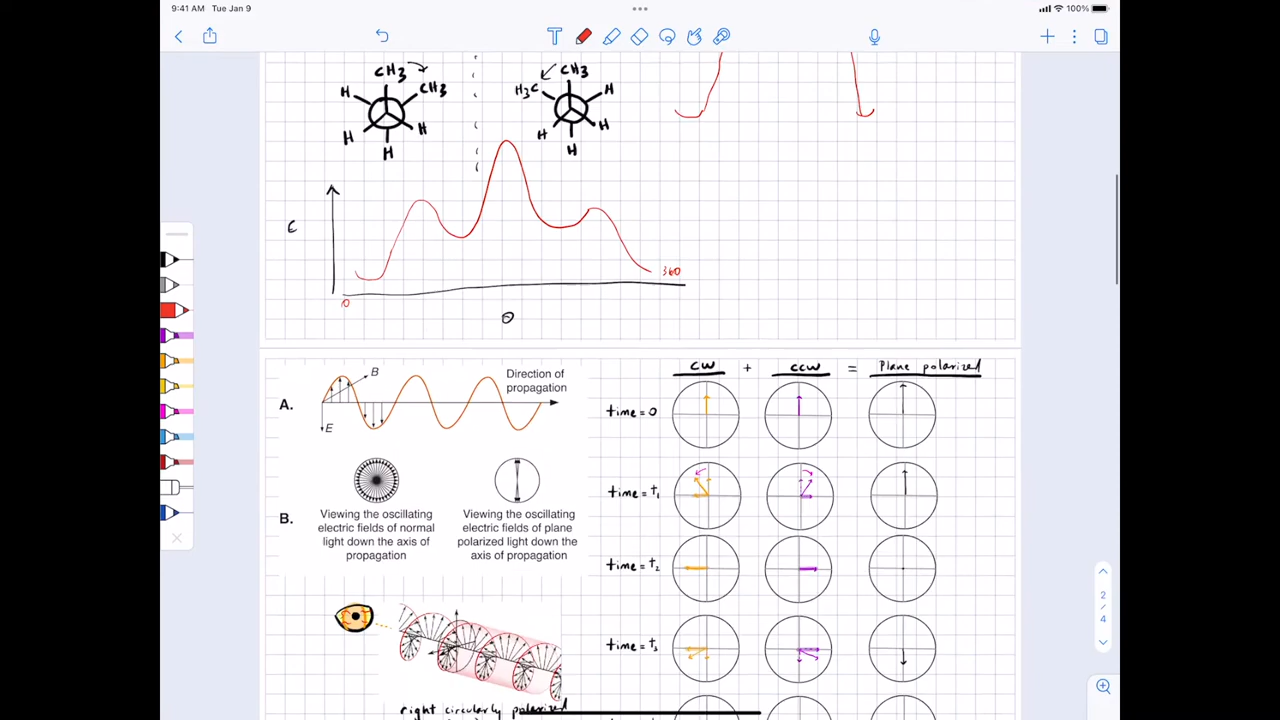 9:41 AM Tue Jan 9
100%
CH3
CH3
H
H
H
H
CH3
H3C
H
H
H
H
E
0
360
θ
CW + CCW = Plane polarized
A.
B
E
Direction of
propagation
time = 0
time = t1
B.
Viewing the oscillating
electric fields of normal
light down the axis of
propagation
Viewing the oscillating
electric fields of plane
polarized light down the
axis of propagation
time = t2
time = t3
right circularly polarized
2
/
4